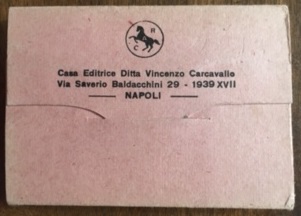 R
C
Casa Editrice Ditta Vincenzo Carcavallo
Via Saverio Baldacchini 29 - 1939 XVII
NAPOLI